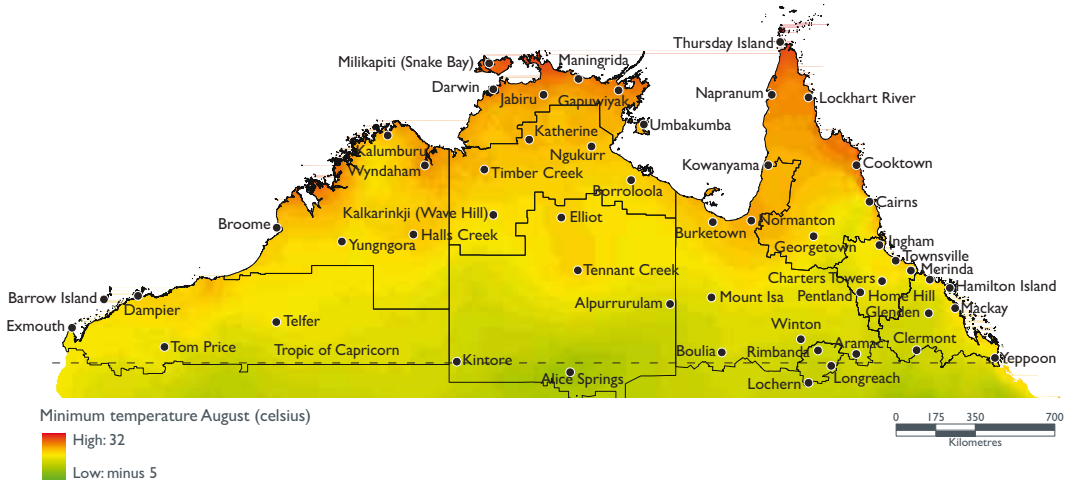 Thursday Island
Milikapiti (Snake Bay)
Maningrida
Darwin
Jabiru
Gapuwiyak
Napranum
Lockhart River
Umbakumba
Katherine
Kalumburu
Ngukurr
Wyndaham
Timber Creek
Kowanyama
Cooktown
Borroloola
Cairns
Kalkarinkji (Wave Hill)
Elliot
Broome
Halls Creek
Yungngora
Burketown
Normanton
Georgetown
Ingham
Townsville
Tennant Creek
Merinda
Charters Towers
Hamilton Island
Barrow Island
Dampier
Alpurrurulam
Mount Isa
Pentland
Home Hill
Mackay
Glenden
Exmouth
Telfer
Winton
Tom Price
Tropic of Capricorn
Kintore
Boulia
Rimbanda
Aramac
Clermont
Yeppoon
Alice Springs
Lochern
Longreach
Minimum temperature August (celsius)
High: 32
Low: minus 5
0 175 350 700
Kilometres